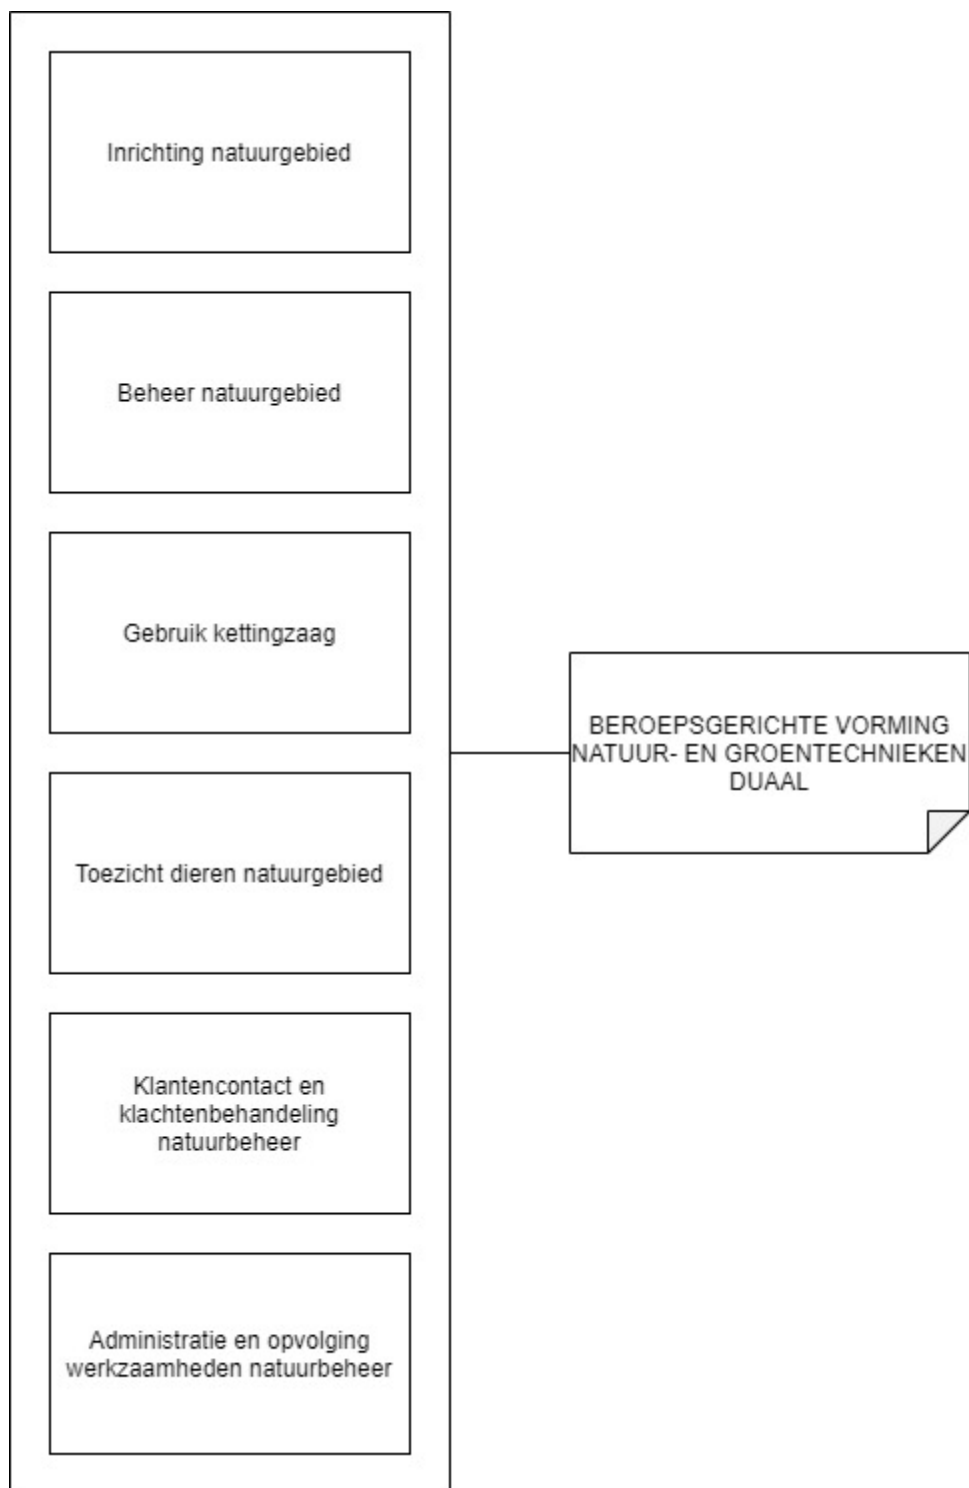 Inrichting natuurgebied
Beheer natuurgebied
Gebruik kettingzaag
Toezicht dieren natuurgebied
Klantencontact en
klachtenbehandeling
natuurbeheer
Administratie en opvolging
werkzaamheden natuurbeheer
BEROEPSGERICHTE VORMING
NATUUR- EN GROENTECHNIEKEN
DUAAL